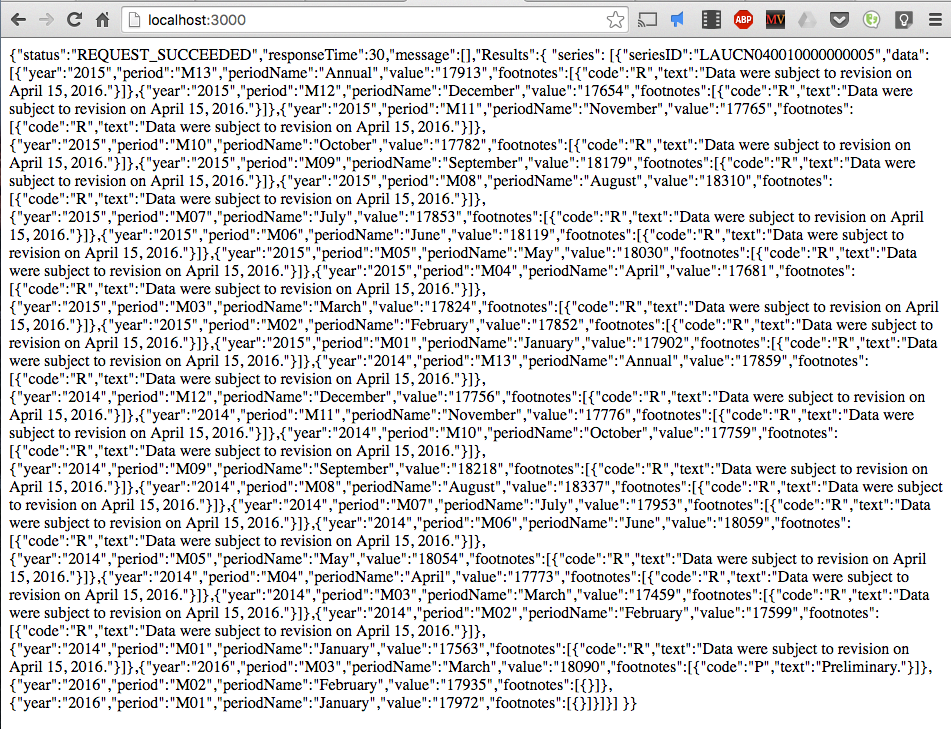 localhost:3000
ABP
MV
{"status":"REQUEST_SUCCEEDED","responseTime":30,"message":[],"Results":{ "series": [{"seriesID":"LAUCN040010000000005","data":
[{"year":"2015","period":"M13","periodName":"Annual","value":"17913","footnotes":[{"code":"R","text":"Data were subject to revision on
April 15, 2016."}]},{"year":"2015","period":"M12","periodName":"December","value":"17654","footnotes":[{"code":"R","text":"Data were
subject to revision on April 15, 2016."}]},{"year":"2015","period":"M11","periodName":"November","value":"17765","footnotes":
[{"code":"R","text":"Data were subject to revision on April 15, 2016."}]},
{"year":"2015","period":"M10","periodName":"October","value":"17782","footnotes":[{"code":"R","text":"Data were subject to revision on
April 15, 2016."}]},{"year":"2015","period":"M09","periodName":"September","value":"18179","footnotes":[{"code":"R","text":"Data were
subject to revision on April 15, 2016."}]},{"year":"2015","period":"M08","periodName":"August","value":"18310","footnotes":
[{"code":"R","text":"Data were subject to revision on April 15, 2016."}]},
{"year":"2015","period":"M07","periodName":"July","value":"17853","footnotes":[{"code":"R","text":"Data were subject to revision on April
15, 2016."}]},{"year":"2015","period":"M06","periodName":"June","value":"18119","footnotes":[{"code":"R","text":"Data were subject to
revision on April 15, 2016."}]},{"year":"2015","period":"M05","periodName":"May","value":"18030","footnotes":[{"code":"R","text":"Data
were subject to revision on April 15, 2016."}]},{"year":"2015","period":"M04","periodName":"April","value":"17681","footnotes":
[{"code":"R","text":"Data were subject to revision on April 15, 2016."}]},
{"year":"2015","period":"M03","periodName":"March","value":"17824","footnotes":[{"code":"R","text":"Data were subject to revision on April
15, 2016."}]},{"year":"2015","period":"M02","periodName":"February","value":"17852","footnotes":[{"code":"R","text":"Data were subject to
revision on April 15, 2016."}]},{"year":"2015","period":"M01","periodName":"January","value":"17902","footnotes":[{"code":"R","text":"Data
were subject to revision on April 15, 2016."}]},{"year":"2014","period":"M13","periodName":"Annual","value":"17859","footnotes":
[{"code":"R","text":"Data were subject to revision on April 15, 2016."}]},
{"year":"2014","period":"M12","periodName":"December","value":"17756","footnotes":[{"code":"R","text":"Data were subject to revision on
April 15, 2016."}]},{"year":"2014","period":"M11","periodName":"November","value":"17776","footnotes":[{"code":"R","text":"Data were
subject to revision on April 15, 2016."}]},{"year":"2014","period":"M10","periodName":"October","value":"17759","footnotes":
[{"code":"R","text":"Data were subject to revision on April 15, 2016."}]},
{"year":"2014","period":"M09","periodName":"September","value":"18218","footnotes":[{"code":"R","text":"Data were subject to revision on
April 15, 2016."}]},{"year":"2014","period":"M08","periodName":"August","value":"18337","footnotes":[{"code":"R","text":"Data were subject
to revision on April 15, 2016."}]},{"year":"2014","period":"M07","periodName":"July","value":"17953","footnotes":[{"code":"R","text":"Data
were subject to revision on April 15, 2016."}]},{"year":"2014","period":"M06","periodName":"June","value":"18059","footnotes":
[{"code":"R","text":"Data were subject to revision on April 15, 2016."}]},
{"year":"2014","period":"M05","periodName":"May","value":"18054","footnotes":[{"code":"R","text":"Data were subject to revision on April
15, 2016."}]},{"year":"2014","period":"M04","periodName":"April","value":"17773","footnotes":[{"code":"R","text":"Data were subject to
revision on April 15, 2016."}]},{"year":"2014","period":"M03","periodName":"March","value":"17459","footnotes":[{"code":"R","text":"Data
were subject to revision on April 15, 2016."}]},{"year":"2014","period":"M02","periodName":"February","value":"17599","footnotes":
[{"code":"R","text":"Data were subject to revision on April 15, 2016."}]},
{"year":"2014","period":"M01","periodName":"January","value":"17563","footnotes":[{"code":"R","text":"Data were subject to revision on
April 15, 2016."}]},{"year":"2016","period":"M03","periodName":"March","value":"18090","footnotes":[{"code":"P","text":"Preliminary."}]},
{"year":"2016","period":"M02","periodName":"February","value":"17935","footnotes":[{}]},
{"year":"2016","period":"M01","periodName":"January","value":"17972","footnotes":[{}]}]}] }}